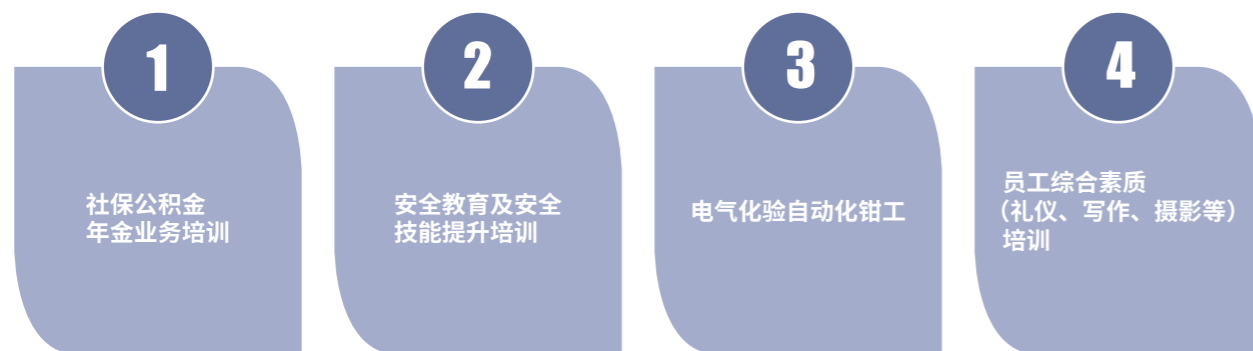 1
社保公积金
年金业务培训
2
安全教育及安全
技能提升培训
3
电气化验自动化钳工
4
员工综合素质
（礼仪、写作、摄影等）
培训